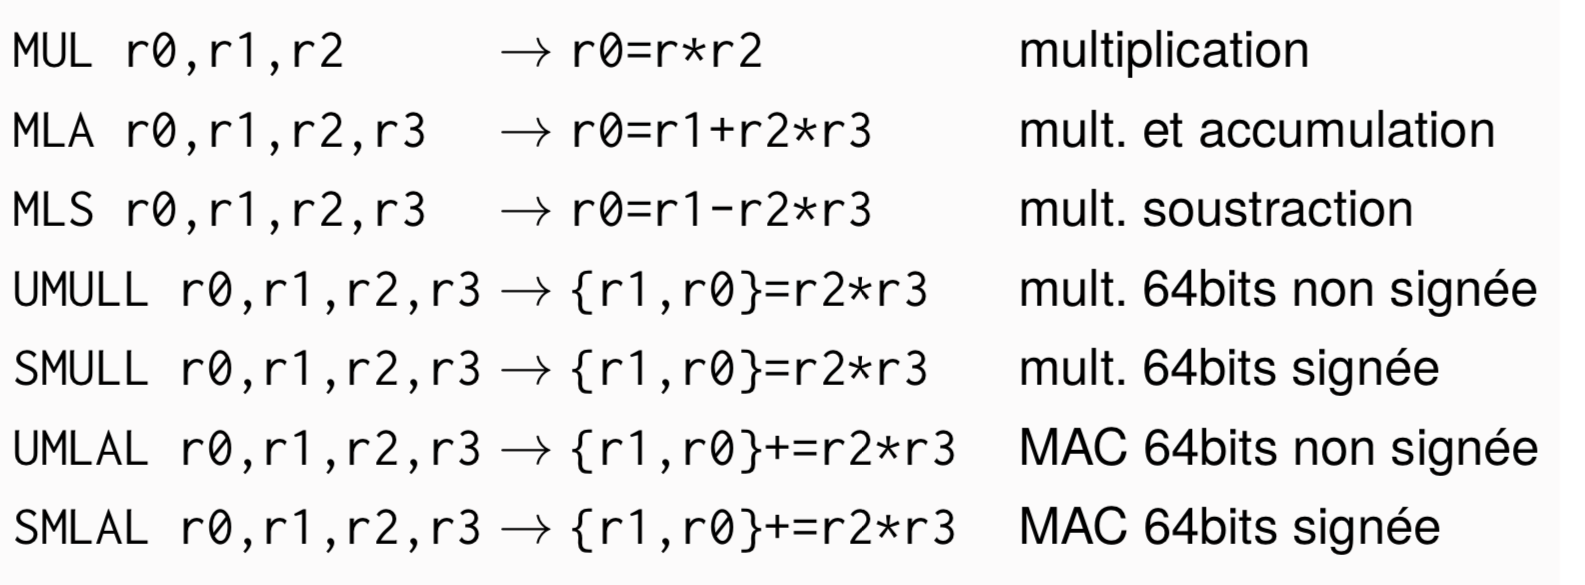 MUL r0,r1,r2 → r0=r*r2 multiplication
MLA r0,r1,r2,r3 → r0=r1+r2*r3 mult. et accumulation
MLS r0,r1,r2,r3 → r0=r1-r2*r3 mult. soustraction
UMULL r0,r1,r2,r3 → {r1,r0}=r2*r3 mult. 64bits non signée
SMULL r0,r1,r2,r3 → {r1,r0}=r2*r3 mult. 64bits signée
UMLAL r0,r1,r2,r3 → {r1,r0}+=r2*r3 MAC 64bits non signée
SMLAL r0,r1,r2,r3 → {r1,r0}+=r2*r3 MAC 64bits signée